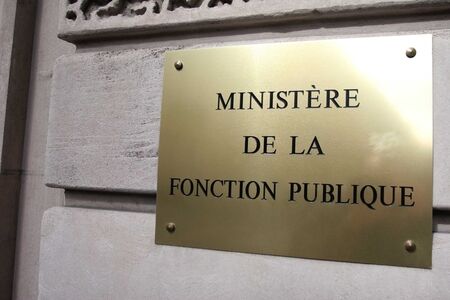 MINISTÈRE
DE LA
FONCTION PUBLIQUE